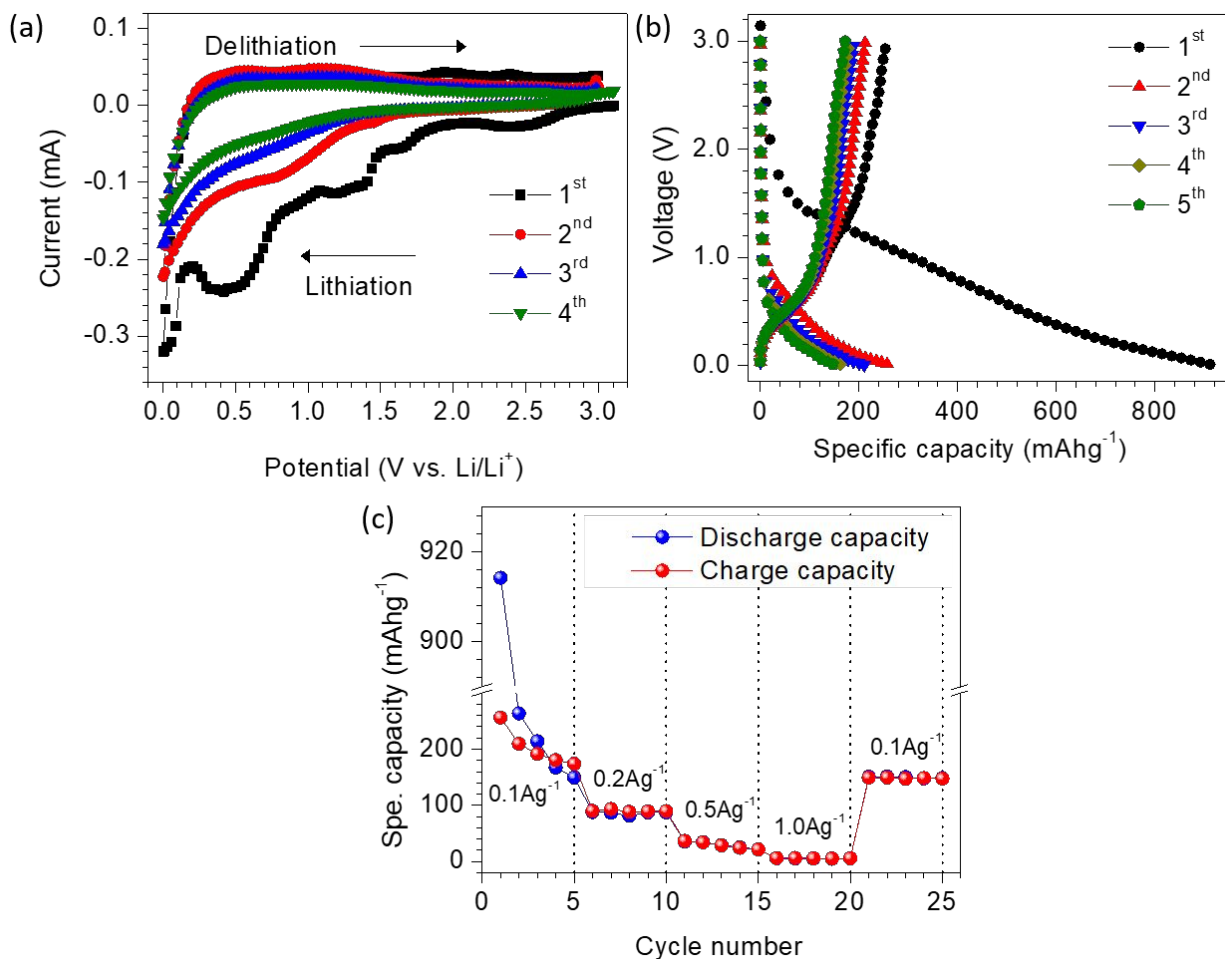 (a)
Delithiation
Lithiation
1st
2nd
3rd
4th
0.1
0.0
-0.1
-0.2
-0.3
Current (mA)
0.0 0.5 1.0 1.5 2.0 2.5 3.0
Potential (V vs. Li/Li+)
(b)
1st
2nd
3rd
4th
5th
3.0
2.0
1.0
0.0
Voltage (V)
0 200 400 600 800
Specific capacity (mAhg-1)
(c)
Discharge capacity
Charge capacity
920
900
200
100
0
Spe. capacity (mAhg-1)
0.1Ag-1
0.2Ag-1
0.5Ag-1
1.0Ag-1
0.1Ag-1
0 5 10 15 20 25
Cycle number